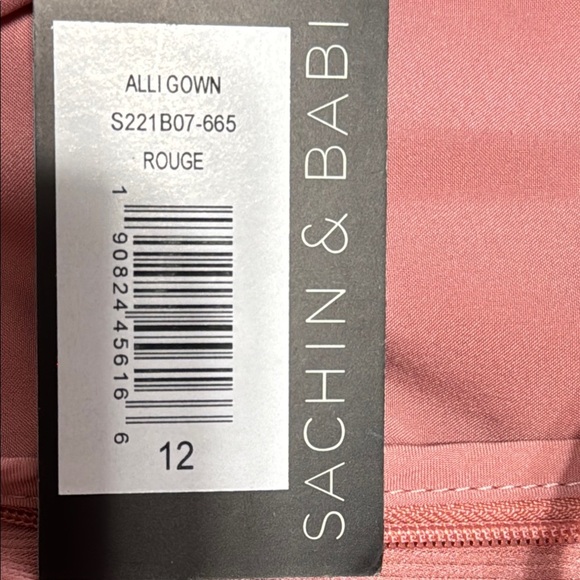 ALLI GOWN
S221B07-665
ROUGE
1 90824 45616 6
12
SACHIN & BABI